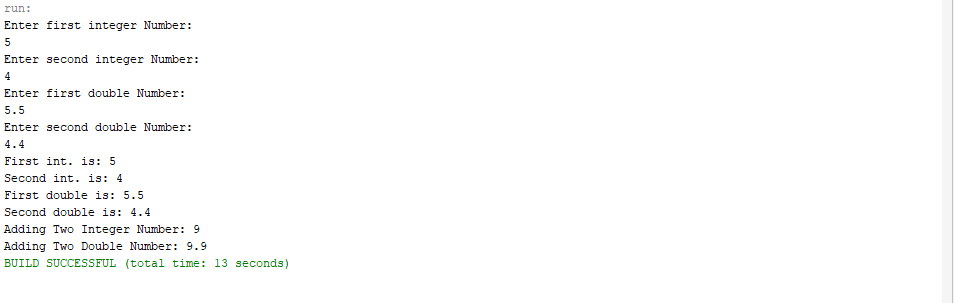 run:
Enter first integer Number:
5
Enter second integer Number:
4
Enter first double Number:
5.5
Enter second double Number:
4.4
First int. is: 5
Second int. is: 4
First double is: 5.5
Second double is: 4.4
Adding Two Integer Number: 9
Adding Two Double Number: 9.9
BUILD SUCCESSFUL (total time: 13 seconds)